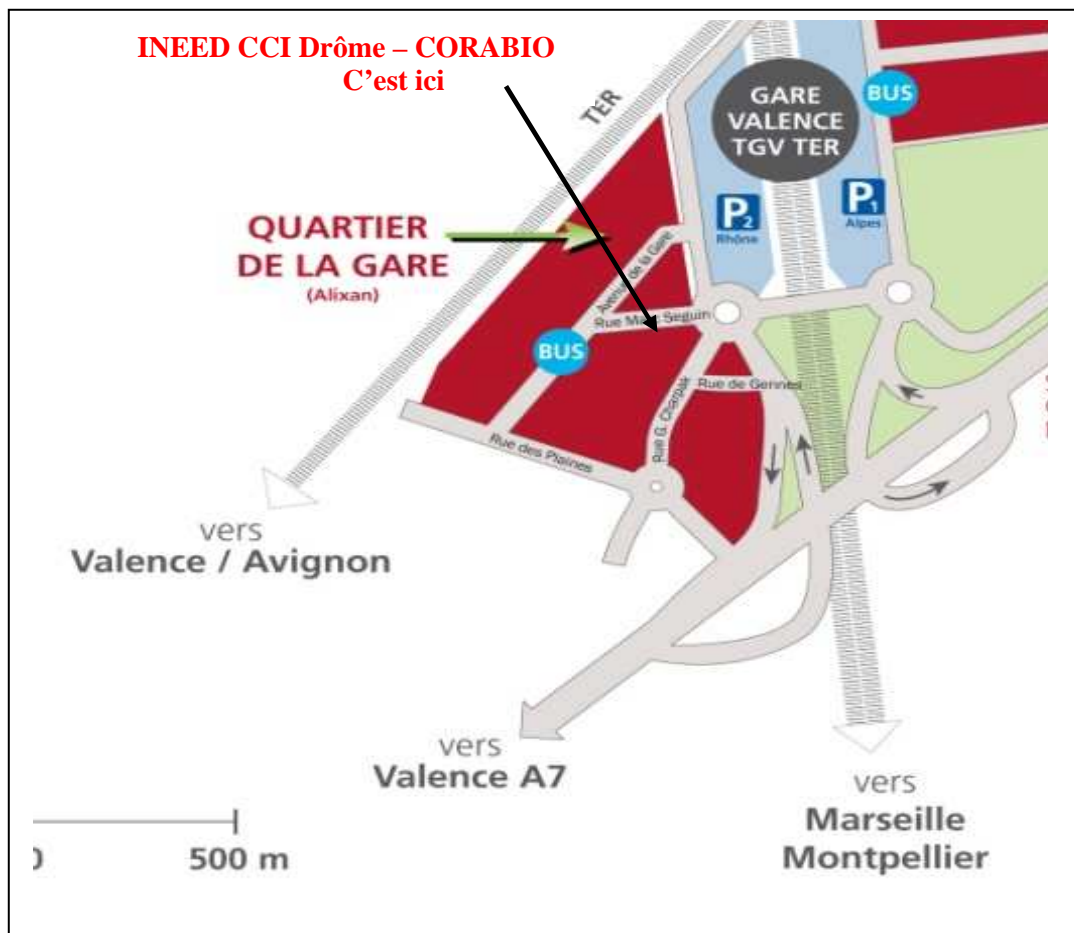 INEED CCI Drôme – CORABIO
C'est ici
TER
GARE
VALENCE
TGV TER
BUS
P2
Rhône
P1
Alpes
QUARTIER
DE LA GARE
(Alixan)
Avenue de la Gare
Rue Marc Seguin
BUS
Rue de Gennes
Rue G. Charpak
Rue des Plaines
vers
Valence / Avignon
vers
Valence A7
vers
Marseille
Montpellier
500 m